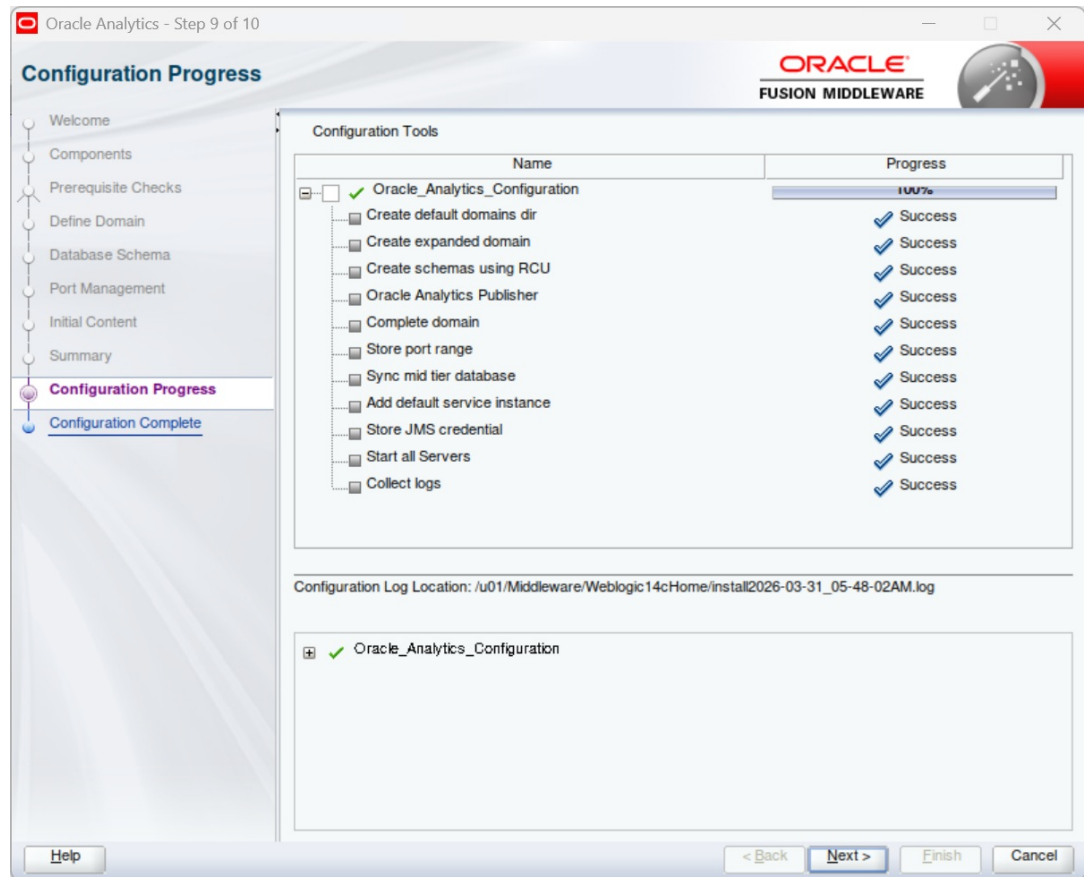 Oracle Analytics - Step 9 of 10
Configuration Progress
ORACLE
FUSION MIDDLEWARE
Welcome
Components
Prerequisite Checks
Define Domain
Database Schema
Port Management
Initial Content
Summary
Configuration Progress
Configuration Complete
Configuration Tools
Name Progress
Oracle_Analytics_Configuration 100%
Create default domains dir Success
Create expanded domain Success
Create schemas using RCU Success
Oracle Analytics Publisher Success
Complete domain Success
Store port range Success
Sync mid tier database Success
Add default service instance Success
Store JMS credential Success
Start all Servers Success
Collect logs Success
Configuration Log Location: /u01/Middleware/Weblogic14cHome/install2026-03-31_05-48-02AM.log
Oracle_Analytics_Configuration
Help < Back Next > Finish Cancel